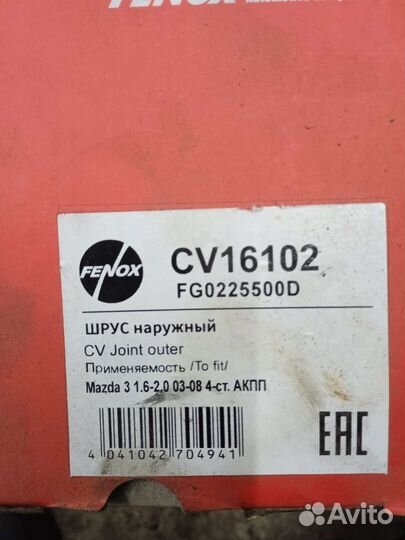 FENOX
FENOX
CV16102
FG0225500D
ШРУС наружный
CV Joint outer
Применяемость /To fit/
Mazda 3 1.6-2.0 03-08 4-ст. АКПП
4 041042 704941
EAC
Avito